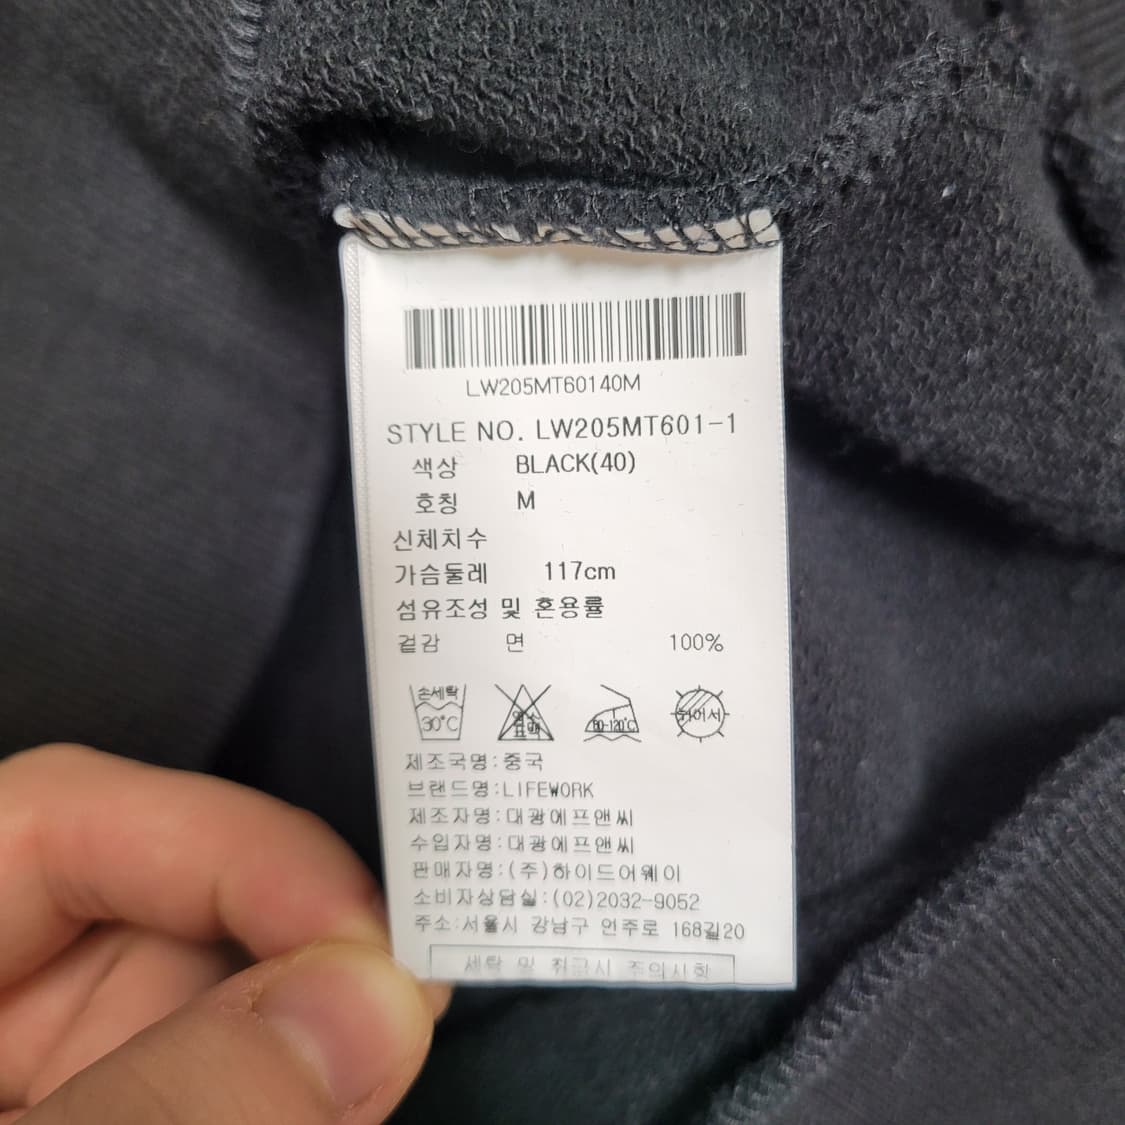 LW205MT60140M
STYLE NO. LW205MT601-1
색상 BLACK(40)
호칭 M
신체치수
가슴둘레 117cm
섬유조성 및 혼용률
겉감 면 100%
손세탁 30°C 염소표백 80-120°C 뉘어서
제조국명:중국
브랜드명:LIFEWORK
제조자명:대광에프앤씨
수입자명:대광에프앤씨
판매자명:(주)하이드어웨이
소비자상담실:(02)2032-9052
주소:서울시 강남구 언주로 168길20
세탁 및 취급시 주의사항